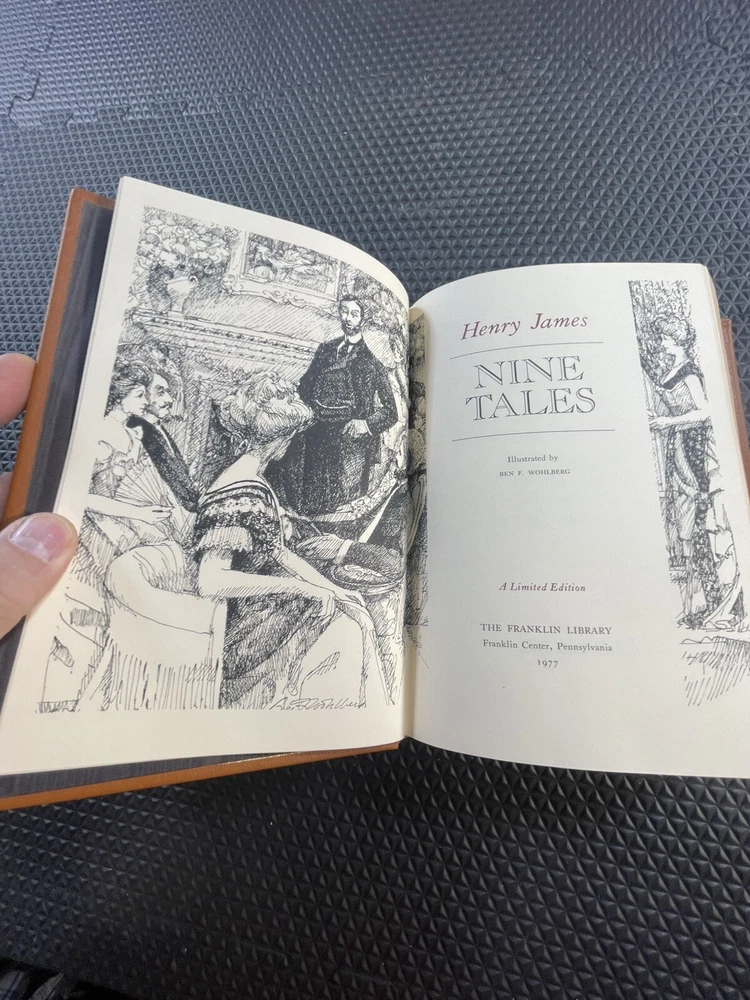 Henry James
NINE
TALES
Illustrated by
BEN F. WOHLBERG
A Limited Edition
THE FRANKLIN LIBRARY
Franklin Center, Pennsylvania
1977